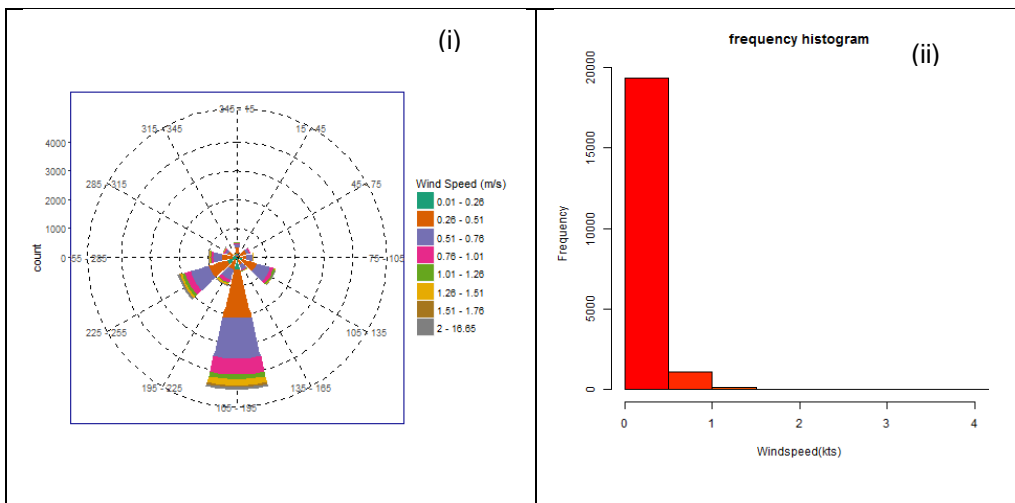 (i)
345 - 15
315 - 345
15 - 45
4000
3000
285 - 315
45 - 75
2000
1000
0
55 - 285
75 - 105
225 - 255
105 - 135
195 - 225
135 - 165
165 - 195
count
Wind Speed (m/s)
0.01 - 0.26
0.26 - 0.51
0.51 - 0.76
0.76 - 1.01
1.01 - 1.26
1.26 - 1.51
1.51 - 1.76
2 - 16.65
frequency histogram
(ii)
Frequency
20000
15000
10000
5000
0
0
1
2
3
4
Windspeed(kts)